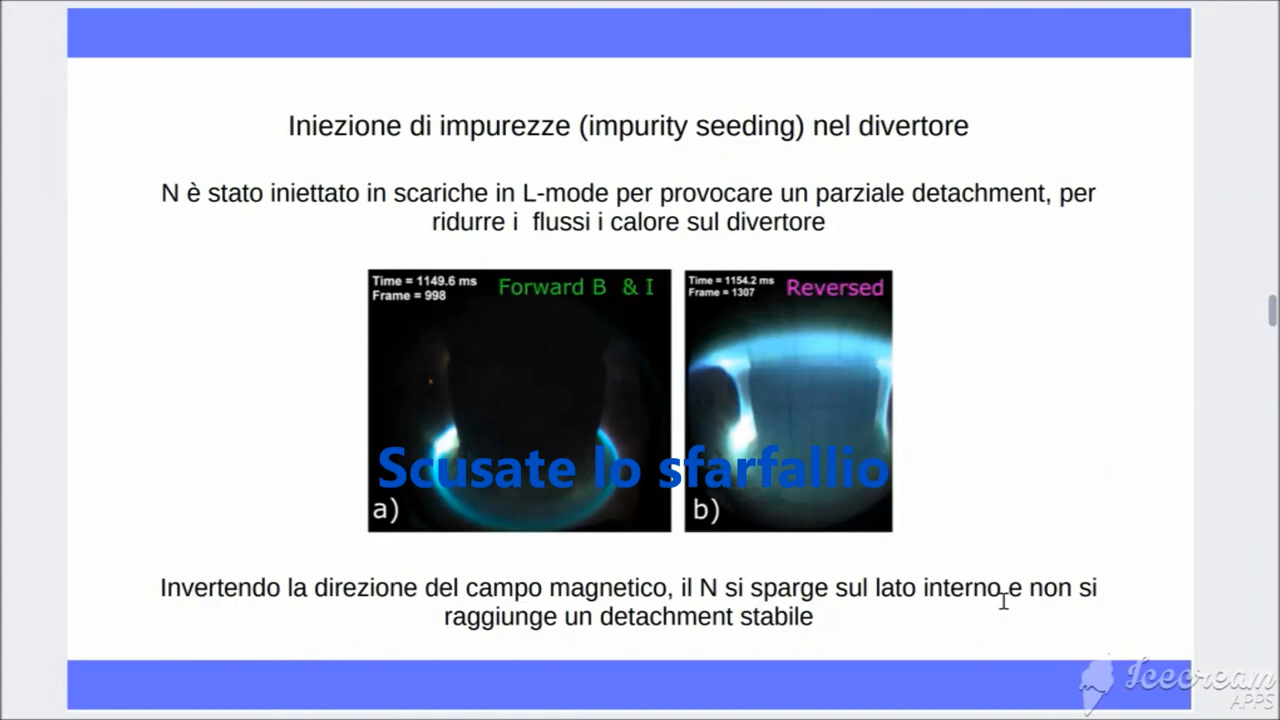 Iniezione di impurezze (impurity seeding) nel divertore
N è stato iniettato in scariche in L-mode per provocare un parziale detachment, per
ridurre i  flussi i calore sul divertore
Time = 1149.6 ms
Frame = 998
Forward B & I
Time = 1154.2 ms
Frame = 1307
Reversed
Scusate lo sfarfallio
a)
b)
Invertendo la direzione del campo magnetico, il N si sparge sul lato interno e non si
raggiunge un detachment stabile
Icecream
APPS